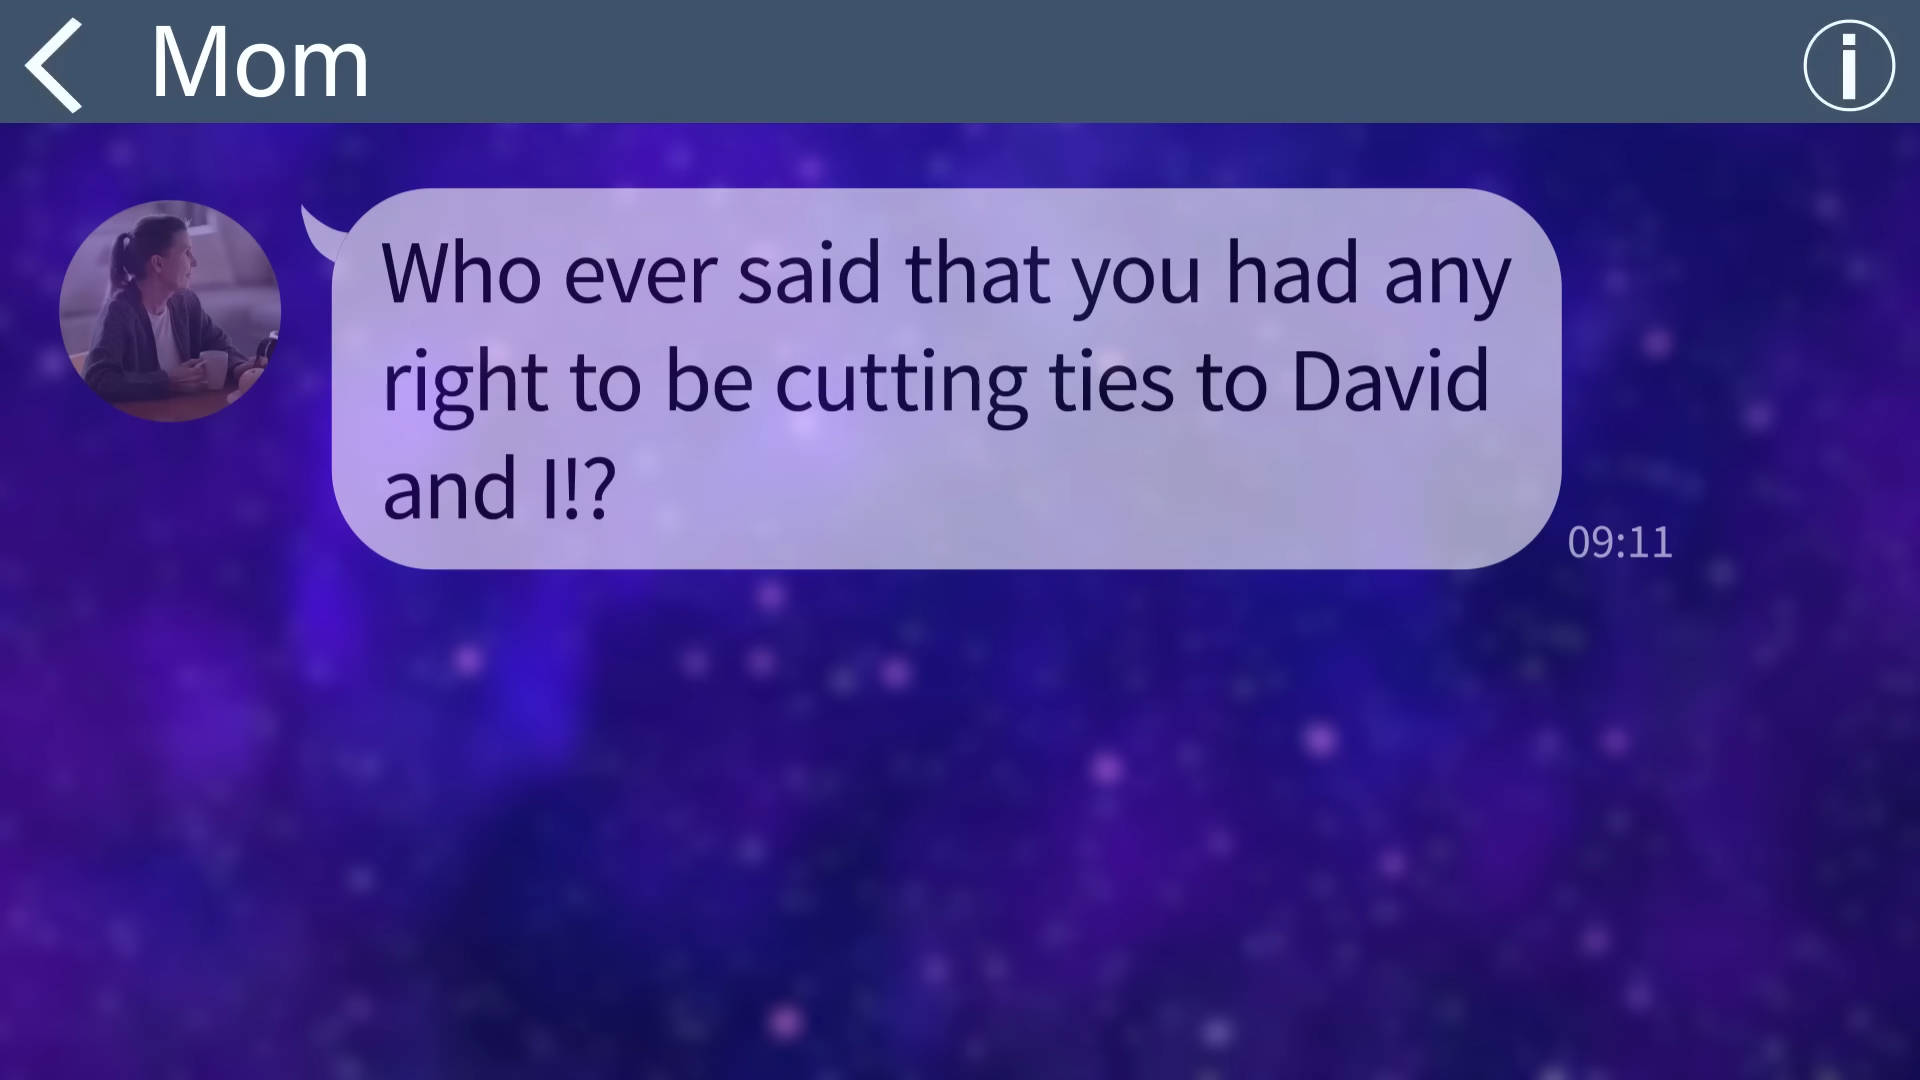 Mom
Who ever said that you had any
right to be cutting ties to David
and I!?
09:11